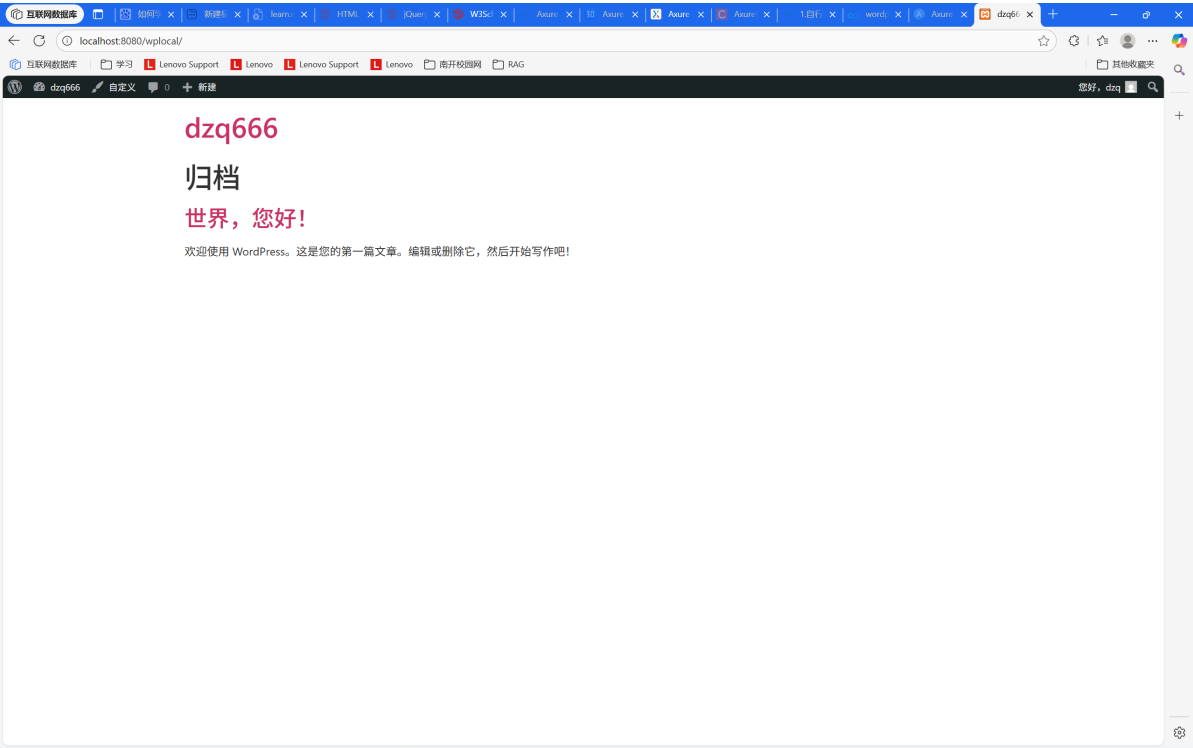 互联网数据库
如何
新建
learn.
HTML
jQuery
W3Scl
Axure
Axure
Axure
Axure
1.自行
wordp
Axure
dzq66
localhost:8080/wplocal/
互联网数据库 学习 Lenovo Support Lenovo Lenovo Support Lenovo 南开校园网 RAG 其他收藏夹
dzq666 自定义 0 新建 您好，dzq
dzq666
归档
世界，您好！
欢迎使用 WordPress。这是您的第一篇文章。编辑或删除它，然后开始写作吧！